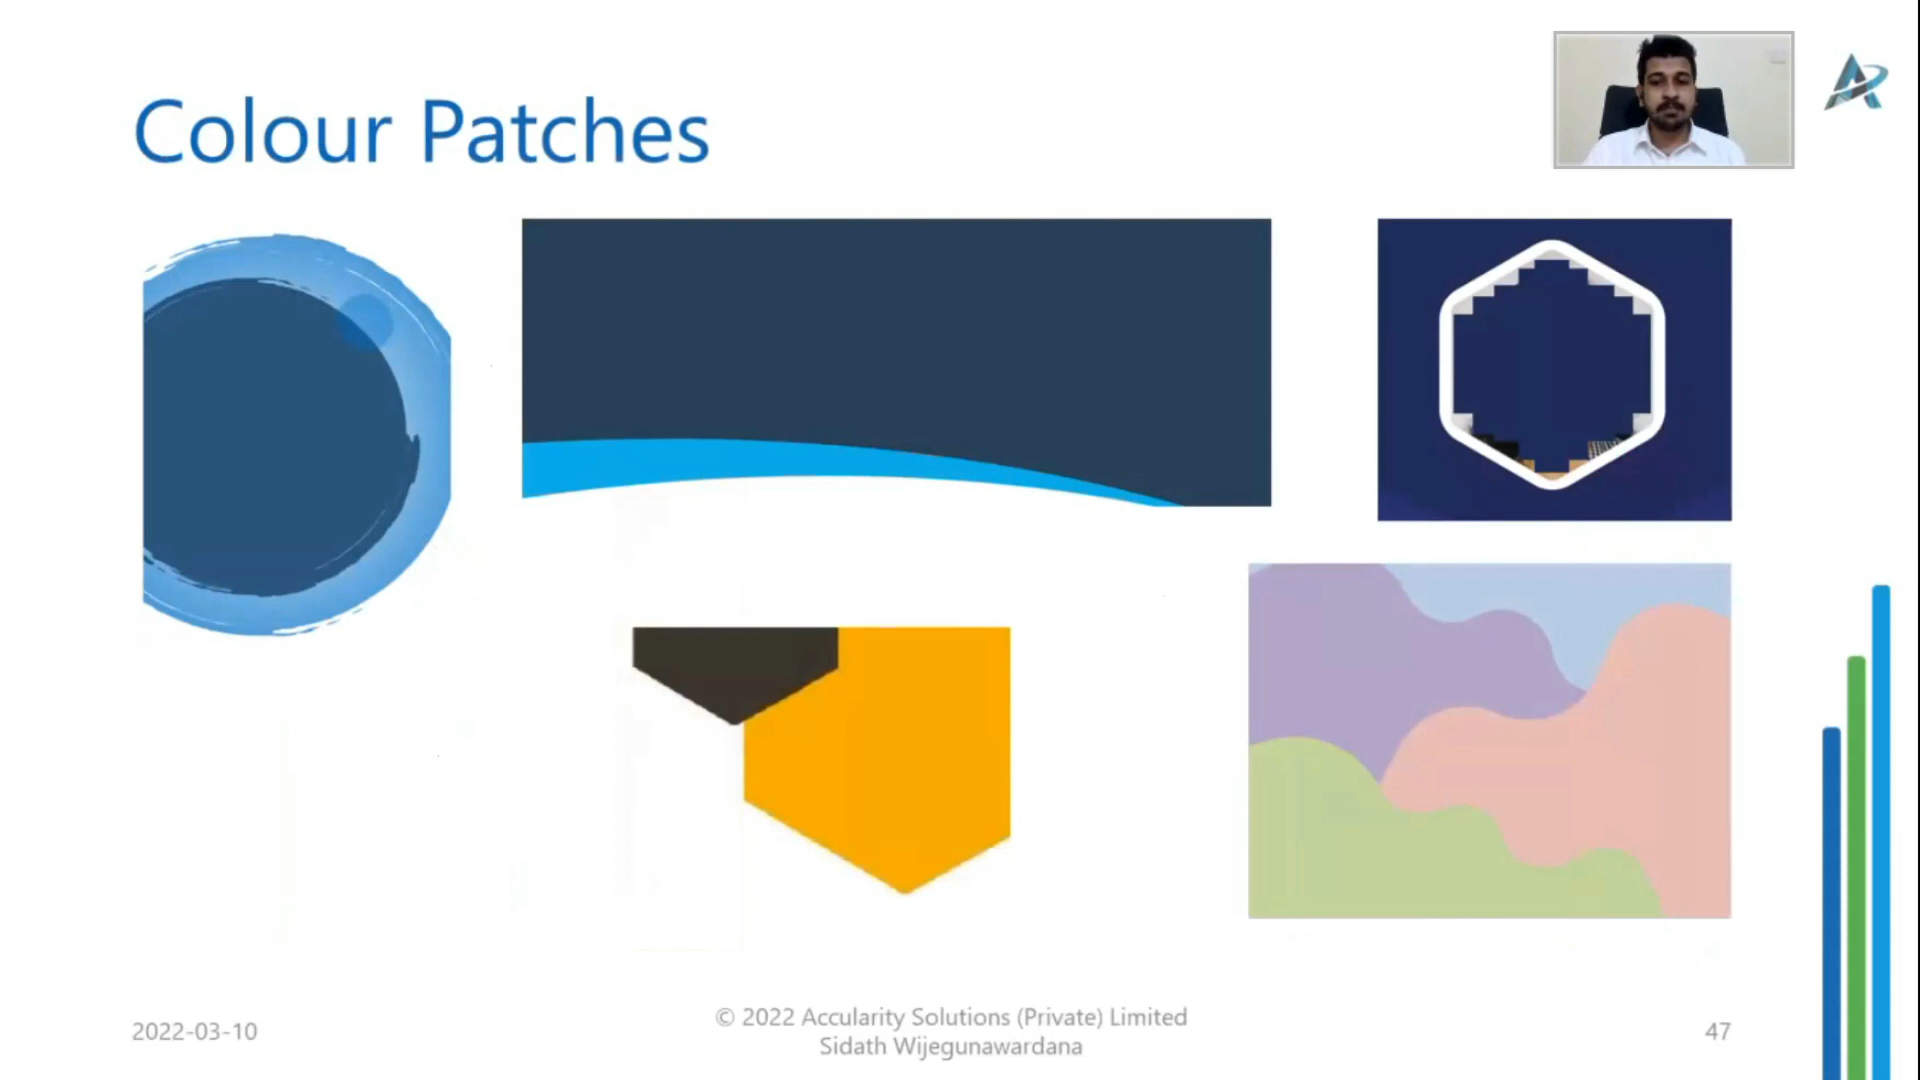 Colour Patches
2022-03-10
© 2022 Accularity Solutions (Private) Limited
Sidath Wijegunawardana
47